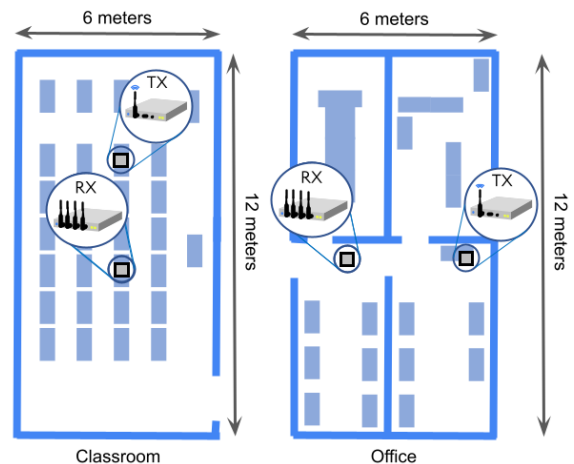 6 meters
6 meters
TX
RX
12 meters
RX
TX
12 meters
Classroom
Office